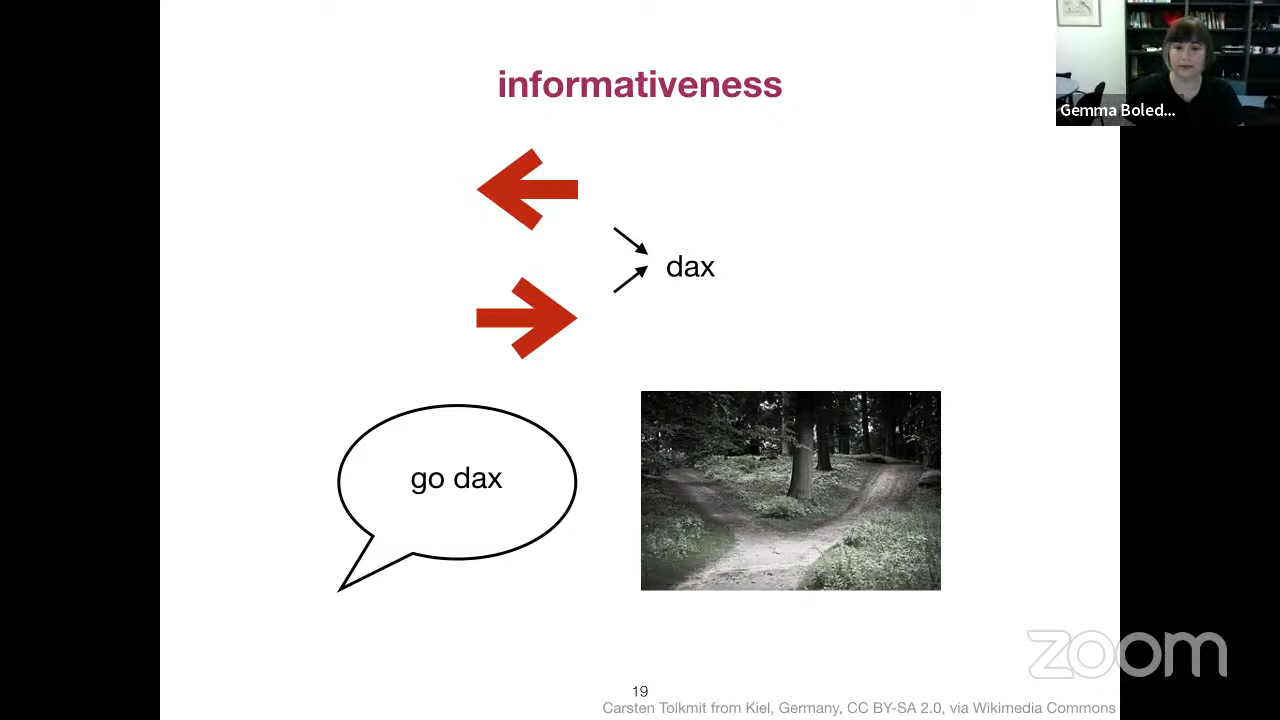 informativeness
Gemma Boled...
dax
go dax
zoom
19
Carsten Tolkmit from Kiel, Germany, CC BY-SA 2.0, via Wikimedia Commons